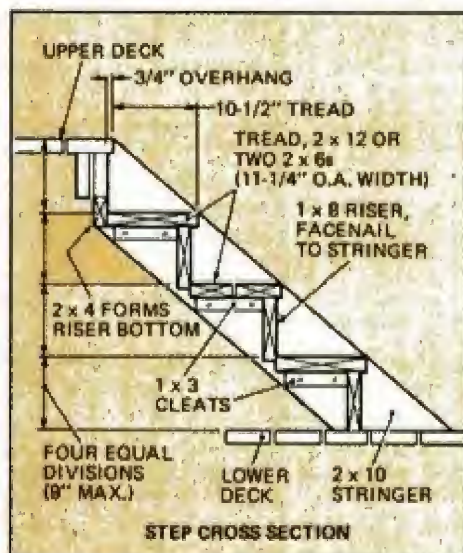 UPPER DECK
3/4" OVERHANG
10-1/2" TREAD
TREAD, 2 x 12 OR
TWO 2 x 6s
(11-1/4" O.A. WIDTH)
1 x 8 RISER,
FACENAIL
TO STRINGER
2 x 4 FORMS
RISER BOTTOM
1 x 3
CLEATS
FOUR EQUAL
DIVISIONS
(8" MAX.)
LOWER
DECK
2 x 10
STRINGER
STEP CROSS SECTION